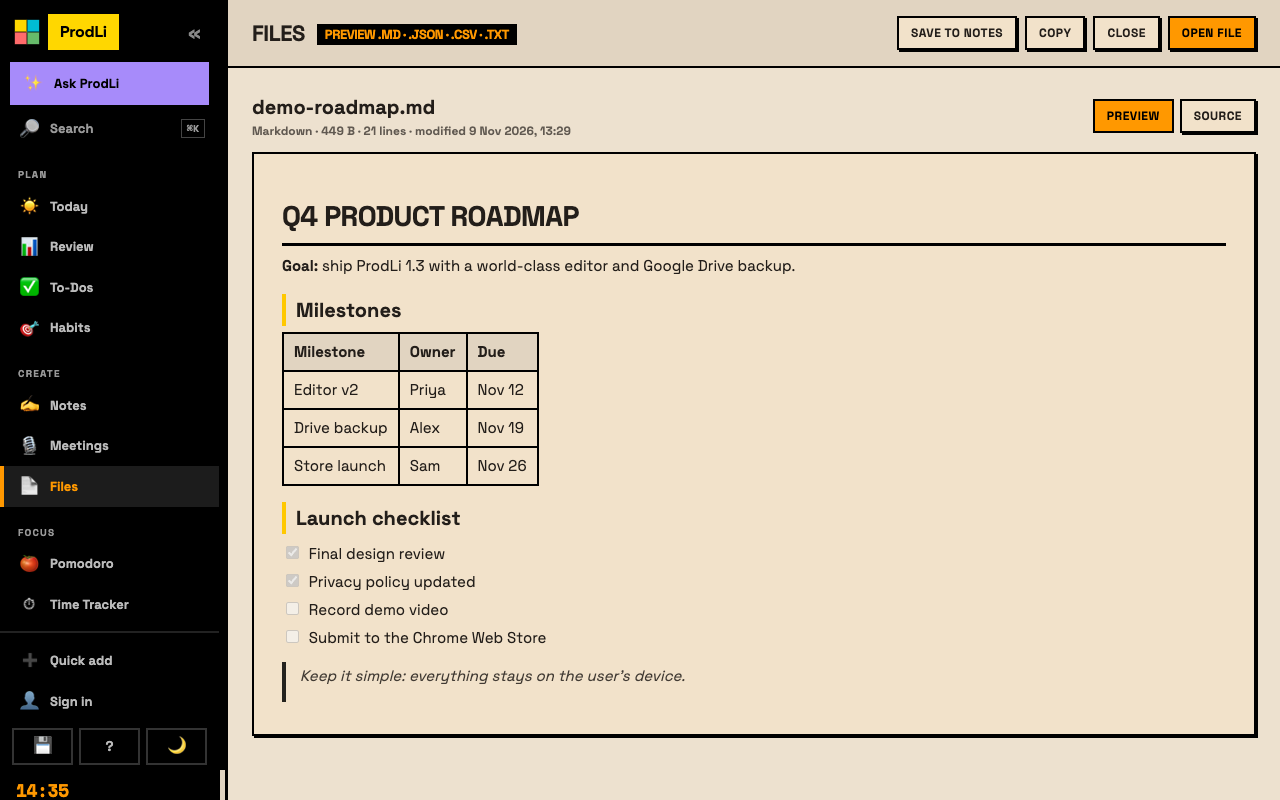 ProdLi
«
Ask ProdLi
Search ⌘K
PLAN
Today
Review
To-Dos
Habits
CREATE
Notes
Meetings
Files
FOCUS
Pomodoro
Time Tracker
Quick add
Sign in
?
14:35
FILES PREVIEW .MD · .JSON · .CSV · .TXT
SAVE TO NOTES COPY CLOSE OPEN FILE
demo-roadmap.md
Markdown · 449 B · 21 lines · modified 9 Nov 2026, 13:29
PREVIEW SOURCE
Q4 PRODUCT ROADMAP
Goal: ship ProdLi 1.3 with a world-class editor and Google Drive backup.
Milestones
Milestone Owner Due
Editor v2 Priya Nov 12
Drive backup Alex Nov 19
Store launch Sam Nov 26
Launch checklist
Final design review
Privacy policy updated
Record demo video
Submit to the Chrome Web Store
Keep it simple: everything stays on the user's device.